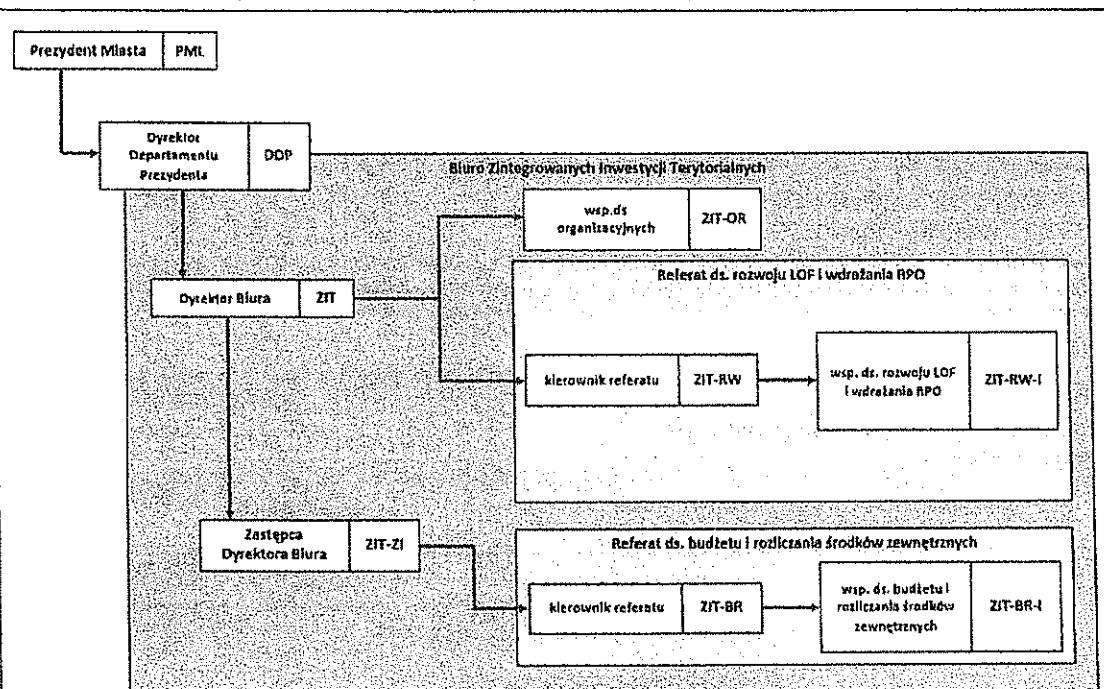 Prezydent Miasta PML
Dyrektor
Departamentu
Prezydenta
DDP
Biuro Zintegrowanych Inwestycji Terytorialnych
wsp.ds
organizacyjnych
ZIT-OR
Referat ds. rozwoju LOF i wdrażania RPO
Dyrektor Biura ZIT
kierownik referatu ZIT-RW
wsp. ds. rozwoju LOF
i wdrażania RPO
ZIT-RW-I
Zastępca
Dyrektora Biura
ZIT-ZI
Referat ds. budżetu i rozliczania środków zewnętrznych
kierownik referatu ZIT-BR
wsp. ds. budżetu i
rozliczania środków
zewnętrznych
ZIT-BR-I